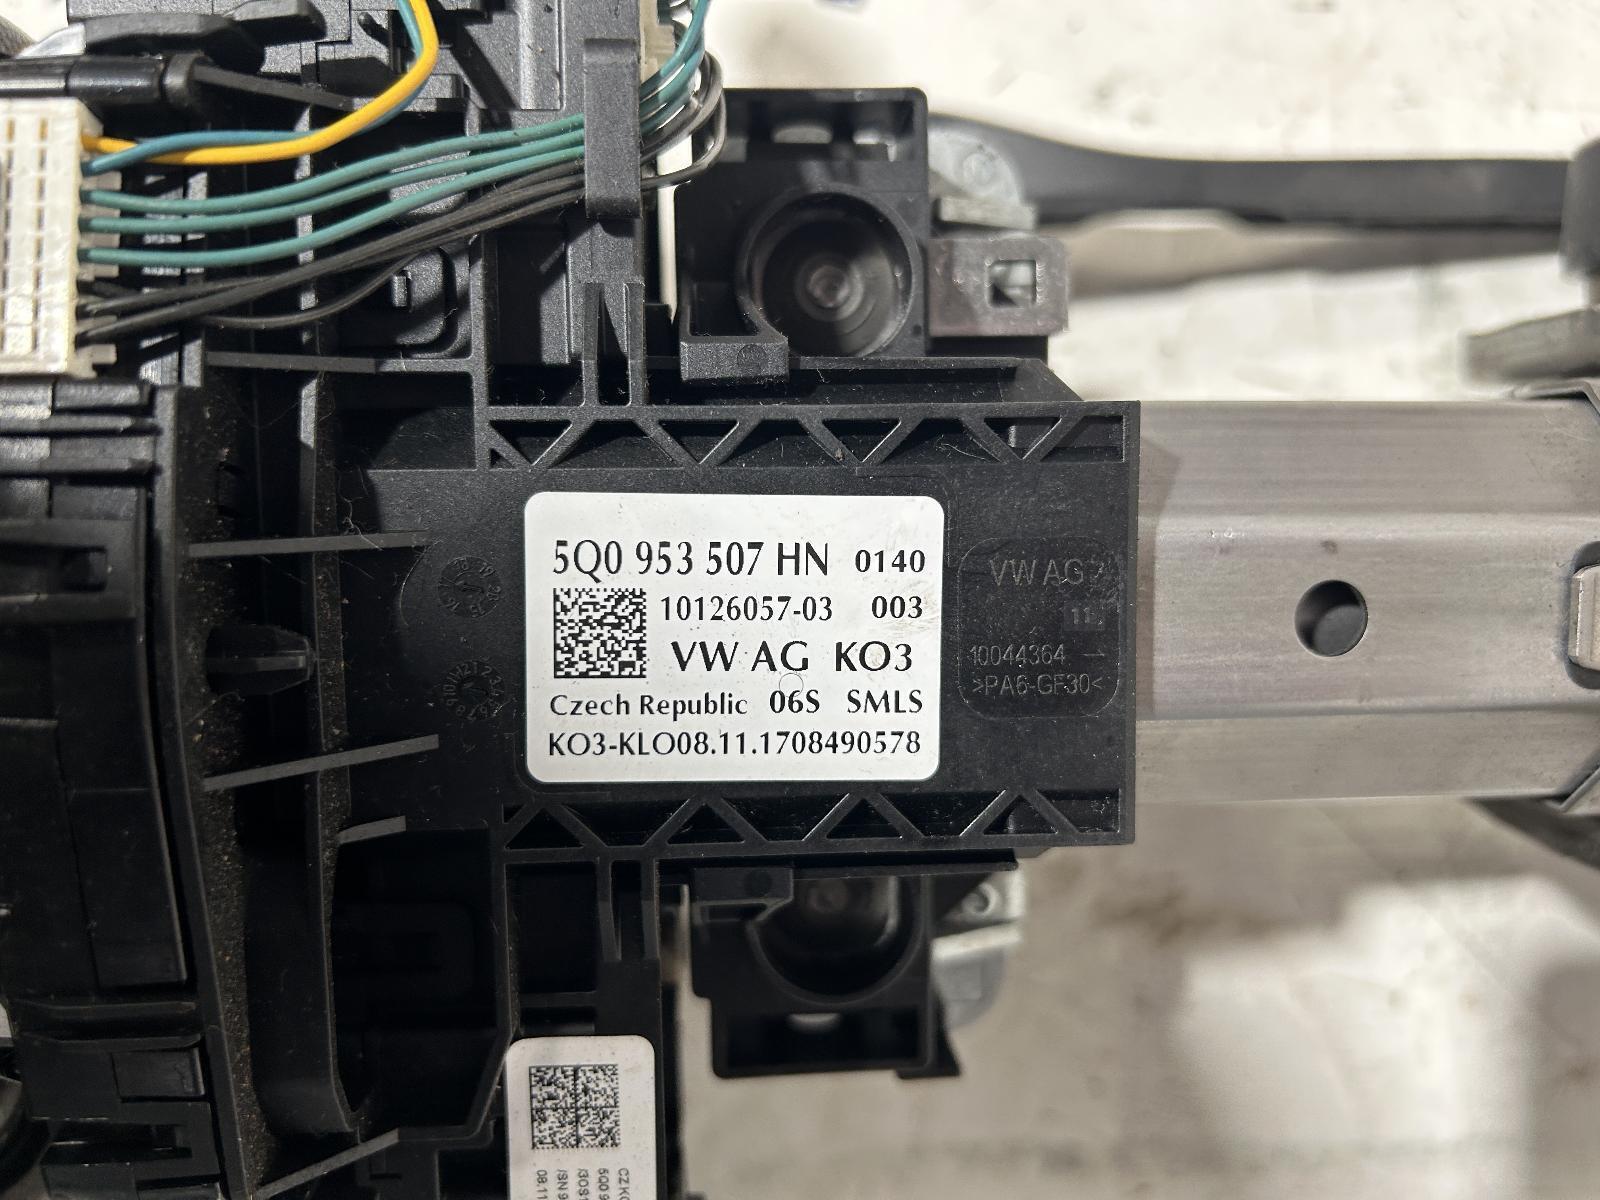 5Q0 953 507 HN 0140
10126057-03 003
VW AG KO3
Czech Republic 06S SMLS
KO3-KLO08.11.1708490578
VW AG
10044364
>PA6-GF30<